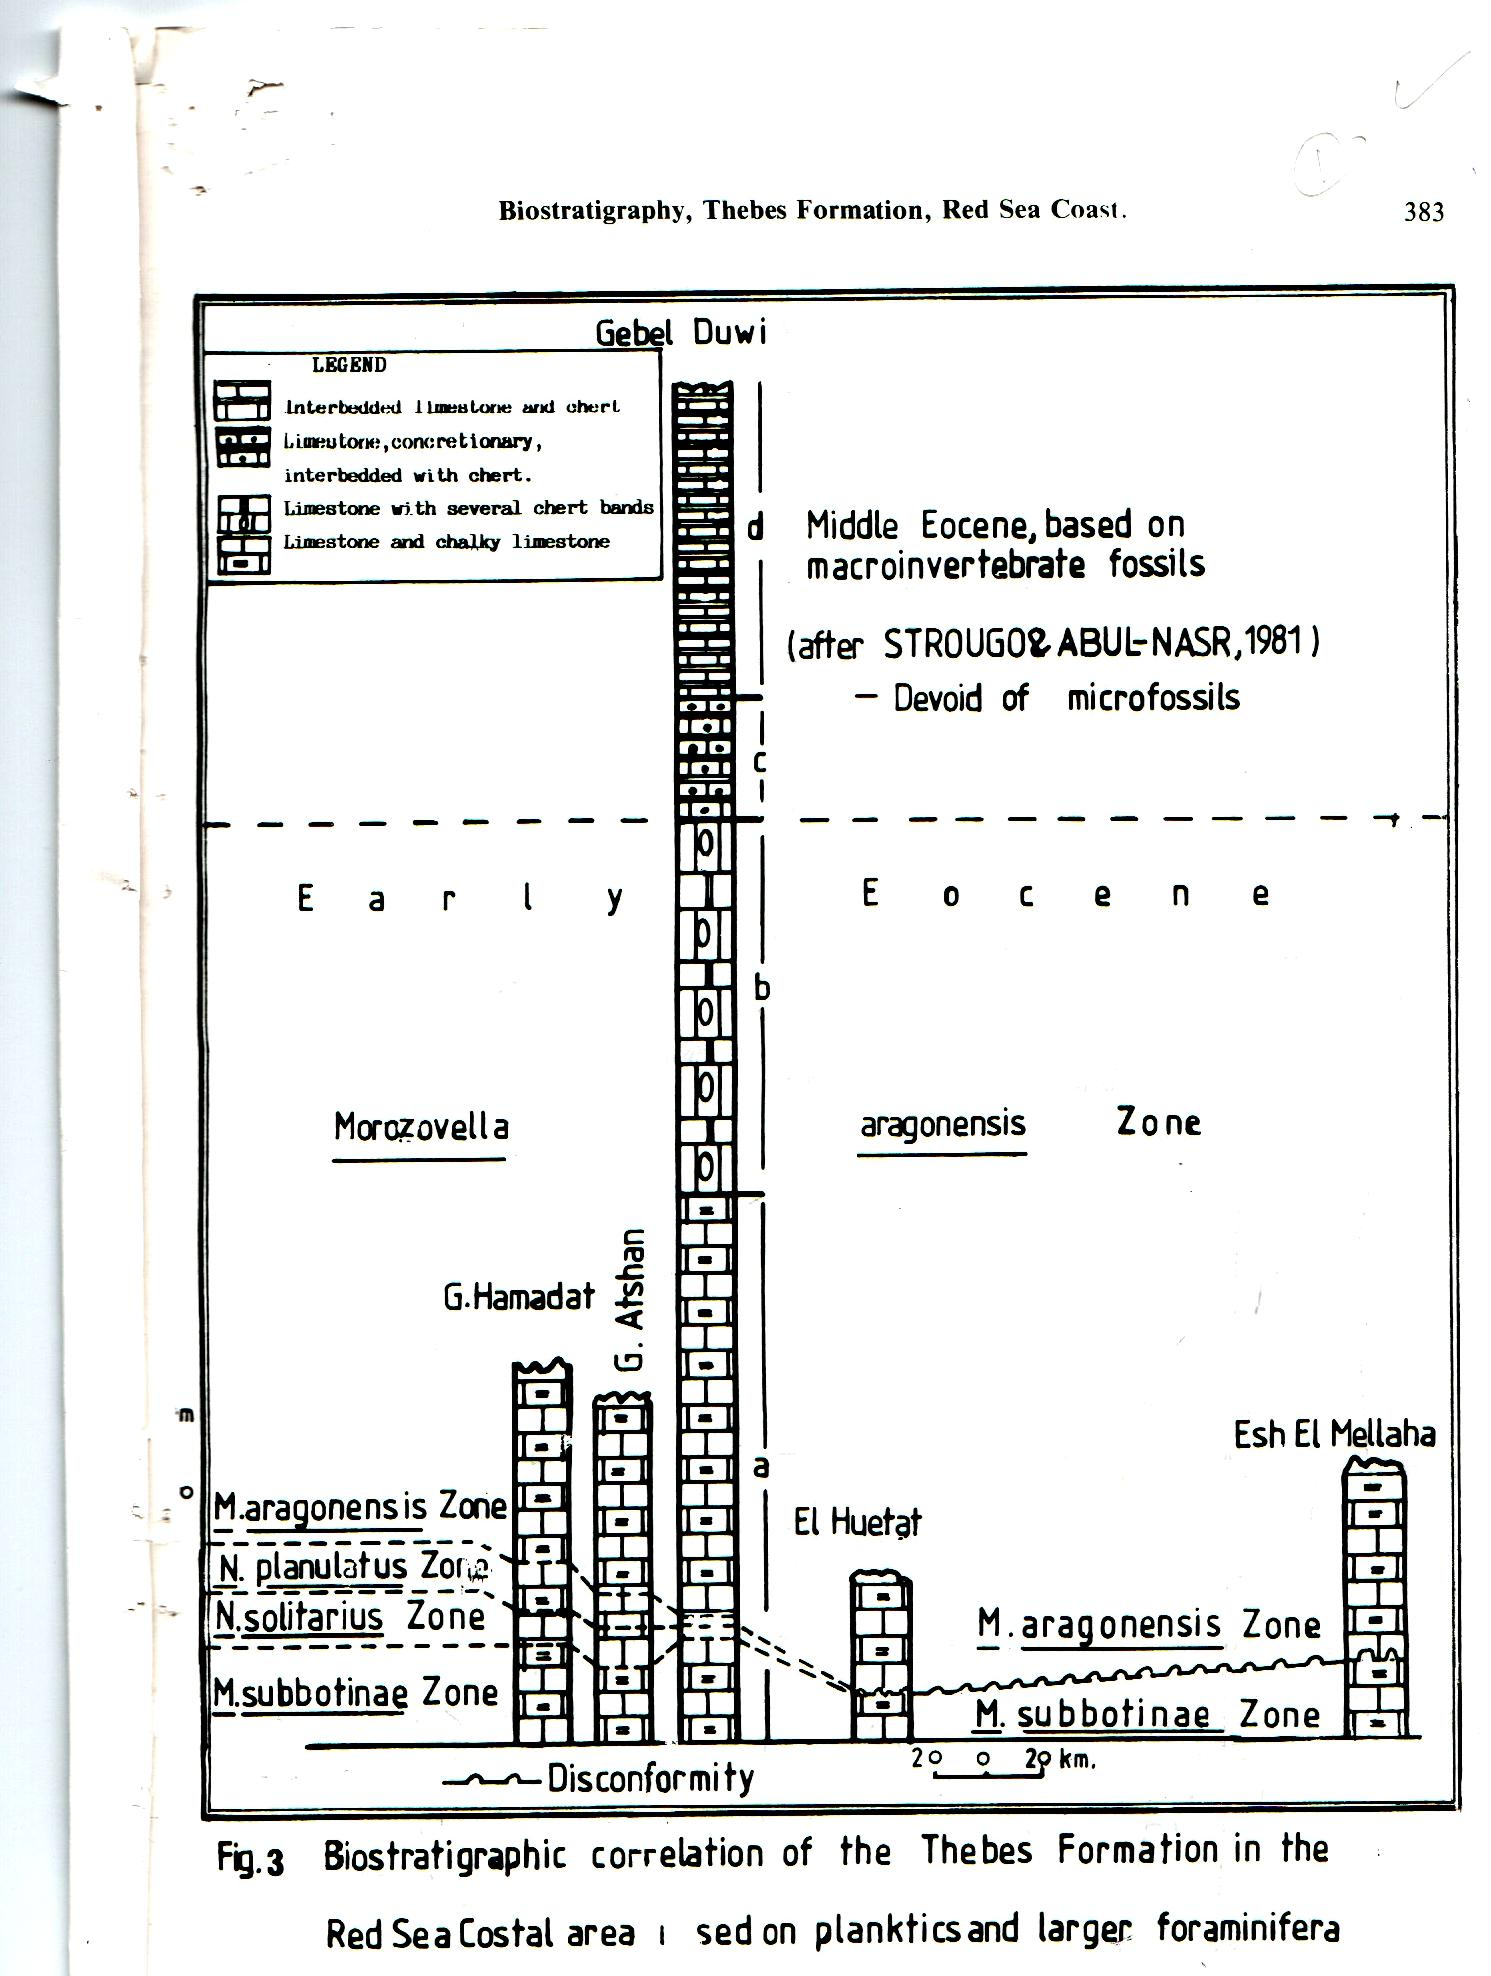 Biostratigraphy, Thebes Formation, Red Sea Coast. 383
Gebel Duwi
LEGEND
Interbedded limestone and chert
Limestone, concretionary,
interbedded with chert.
Limestone with several chert bands
Limestone and chalky limestone
d
Middle Eocene, based on
macroinvertebrate fossils
(after STROUGO & ABUL-NASR, 1981)
– Devoid of microfossils
c
Early Eocene
b
Morozovella aragonensis Zone
G. Hamadat
G. Atshan
m
o
a
Esh El Mellaha
El Huetat
M. aragonensis Zone
N. planulatus Zone
N. solitarius Zone
M. subbotinae Zone
M. aragonensis Zone
M. subbotinae Zone
20 0 20 km.
Disconformity
Fig. 3 Biostratigraphic correlation of the Thebes Formation in the
Red Sea Costal area sed on planktics and larger foraminifera